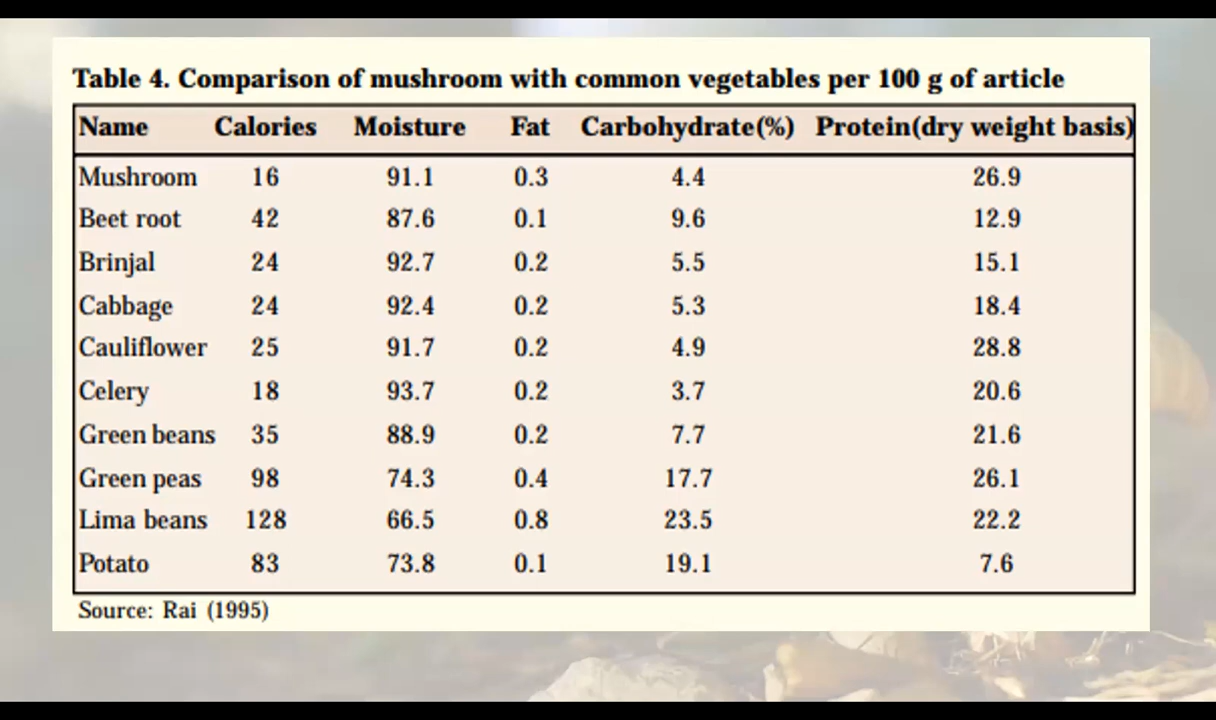 Table 4. Comparison of mushroom with common vegetables per 100 g of article
Name Calories Moisture Fat Carbohydrate(%) Protein(dry weight basis)
Mushroom 16 91.1 0.3 4.4 26.9
Beet root 42 87.6 0.1 9.6 12.9
Brinjal 24 92.7 0.2 5.5 15.1
Cabbage 24 92.4 0.2 5.3 18.4
Cauliflower 25 91.7 0.2 4.9 28.8
Celery 18 93.7 0.2 3.7 20.6
Green beans 35 88.9 0.2 7.7 21.6
Green peas 98 74.3 0.4 17.7 26.1
Lima beans 128 66.5 0.8 23.5 22.2
Potato 83 73.8 0.1 19.1 7.6
Source: Rai (1995)